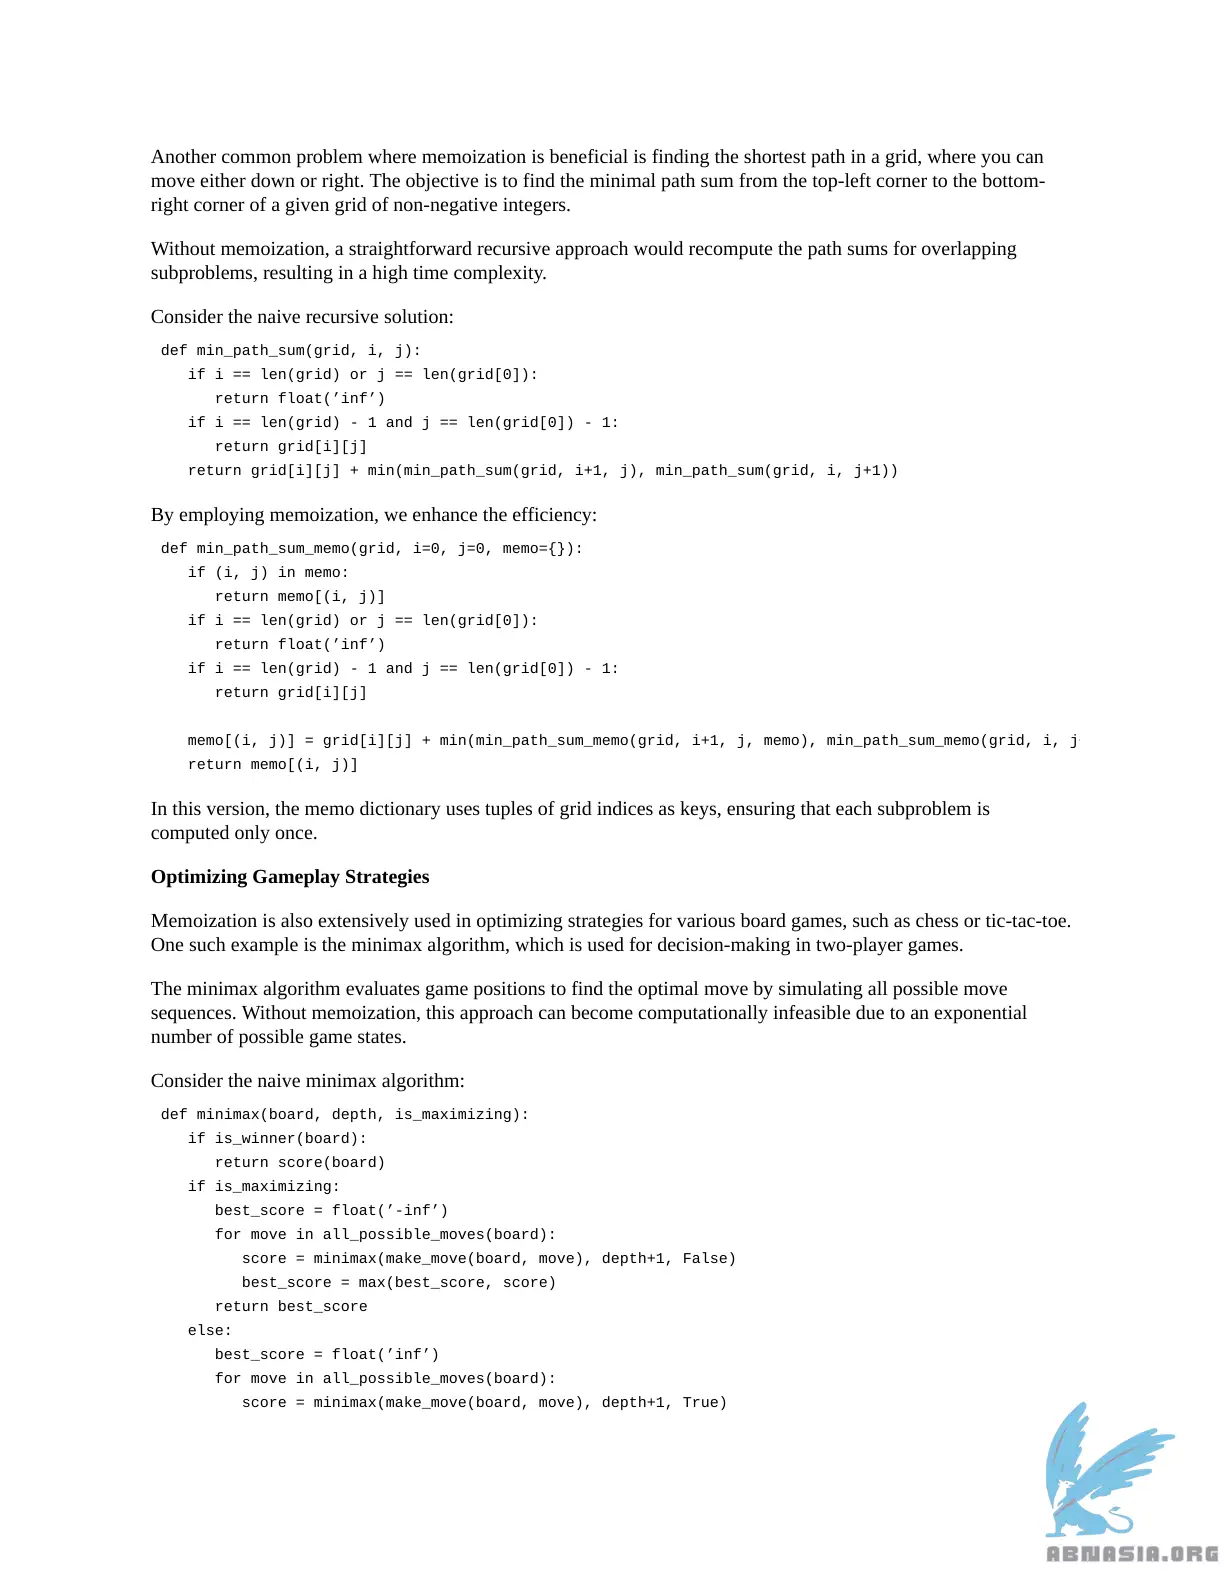 Another common problem where memoization is beneficial is finding the shortest path in a grid, where you can
move either down or right. The objective is to find the minimal path sum from the top-left corner to the bottom-
right corner of a given grid of non-negative integers.
Without memoization, a straightforward recursive approach would recompute the path sums for overlapping
subproblems, resulting in a high time complexity.
Consider the naive recursive solution:
def min_path_sum(grid, i, j):
   if i == len(grid) or j == len(grid[0]):
      return float(’inf’)
   if i == len(grid) - 1 and j == len(grid[0]) - 1:
      return grid[i][j]
   return grid[i][j] + min(min_path_sum(grid, i+1, j), min_path_sum(grid, i, j+1))
By employing memoization, we enhance the efficiency:
def min_path_sum_memo(grid, i=0, j=0, memo={}):
   if (i, j) in memo:
      return memo[(i, j)]
   if i == len(grid) or j == len(grid[0]):
      return float(’inf’)
   if i == len(grid) - 1 and j == len(grid[0]) - 1:
      return grid[i][j]
   memo[(i, j)] = grid[i][j] + min(min_path_sum_memo(grid, i+1, j, memo), min_path_sum_memo(grid, i, j
   return memo[(i, j)]
In this version, the memo dictionary uses tuples of grid indices as keys, ensuring that each subproblem is
computed only once.
Optimizing Gameplay Strategies
Memoization is also extensively used in optimizing strategies for various board games, such as chess or tic-tac-toe.
One such example is the minimax algorithm, which is used for decision-making in two-player games.
The minimax algorithm evaluates game positions to find the optimal move by simulating all possible move
sequences. Without memoization, this approach can become computationally infeasible due to an exponential
number of possible game states.
Consider the naive minimax algorithm:
def minimax(board, depth, is_maximizing):
   if is_winner(board):
      return score(board)
   if is_maximizing:
      best_score = float(’-inf’)
      for move in all_possible_moves(board):
         score = minimax(make_move(board, move), depth+1, False)
         best_score = max(best_score, score)
      return best_score
   else:
      best_score = float(’inf’)
      for move in all_possible_moves(board):
         score = minimax(make_move(board, move), depth+1, True)
ABNASIA.ORG